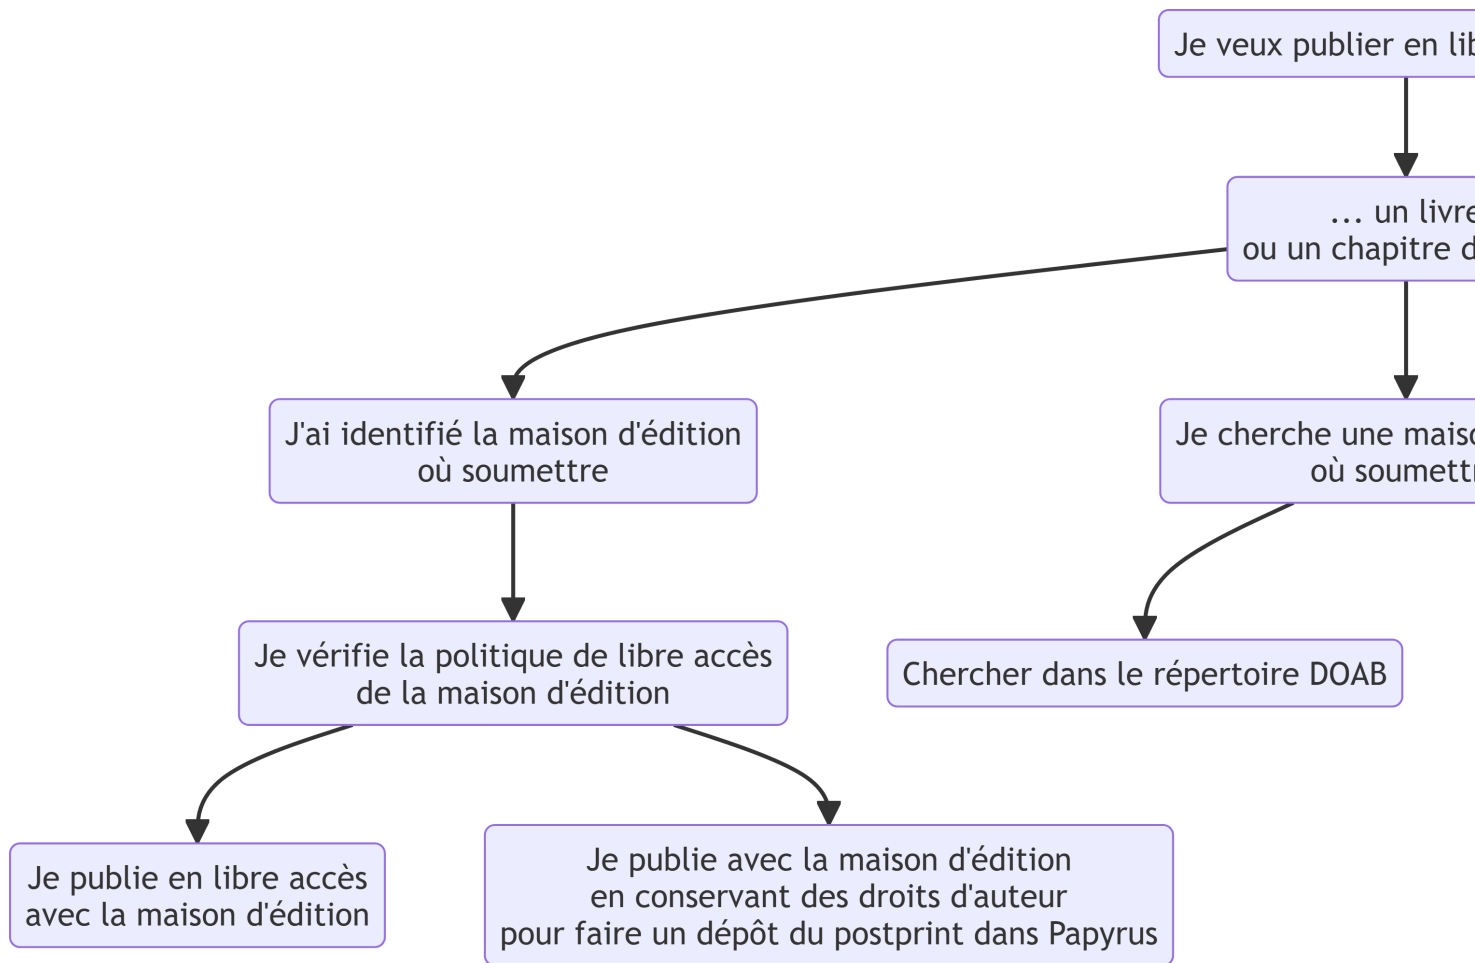 Je veux publier en lib
... un livre
ou un chapitre d
J'ai identifié la maison d'édition
où soumettre
Je cherche une maiso
où soumettr
Je vérifie la politique de libre accès
de la maison d'édition
Chercher dans le répertoire DOAB
Je publie en libre accès
avec la maison d'édition
Je publie avec la maison d'édition
en conservant des droits d'auteur
pour faire un dépôt du postprint dans Papyrus